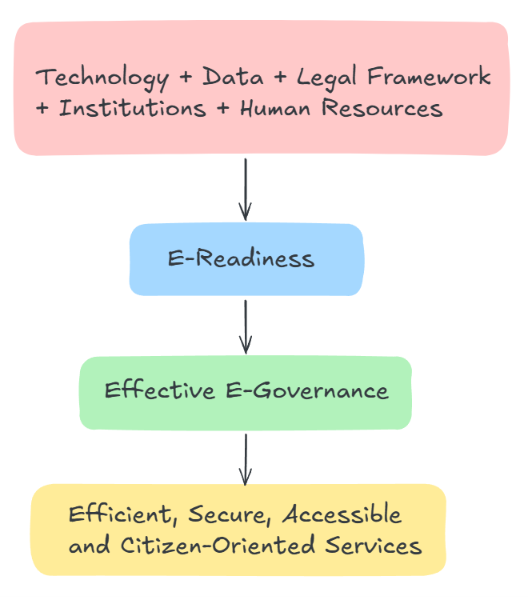 Technology + Data + Legal Framework
+ Institutions + Human Resources
E-Readiness
Effective E-Governance
Efficient, Secure, Accessible
and Citizen-Oriented Services